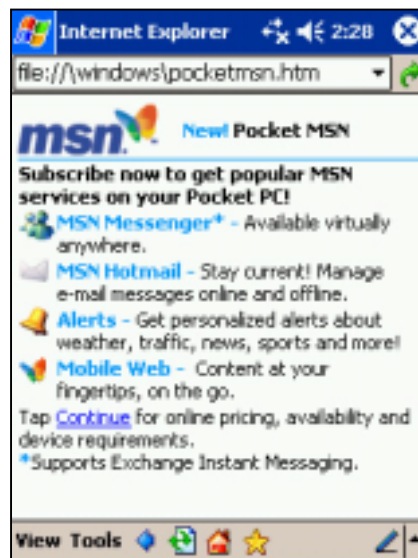 Internet Explorer 2:28
file://\windows\pocketmsn.htm
msn New! Pocket MSN
Subscribe now to get popular MSN
services on your Pocket PC!
MSN Messenger* - Available virtually
anywhere.
MSN Hotmail - Stay current! Manage
e-mail messages online and offline.
Alerts - Get personalized alerts about
weather, traffic, news, sports and more!
Mobile Web - Content at your
fingertips, on the go.
Tap Continue for online pricing, availability and
device requirements.
*Supports Exchange Instant Messaging.
View Tools